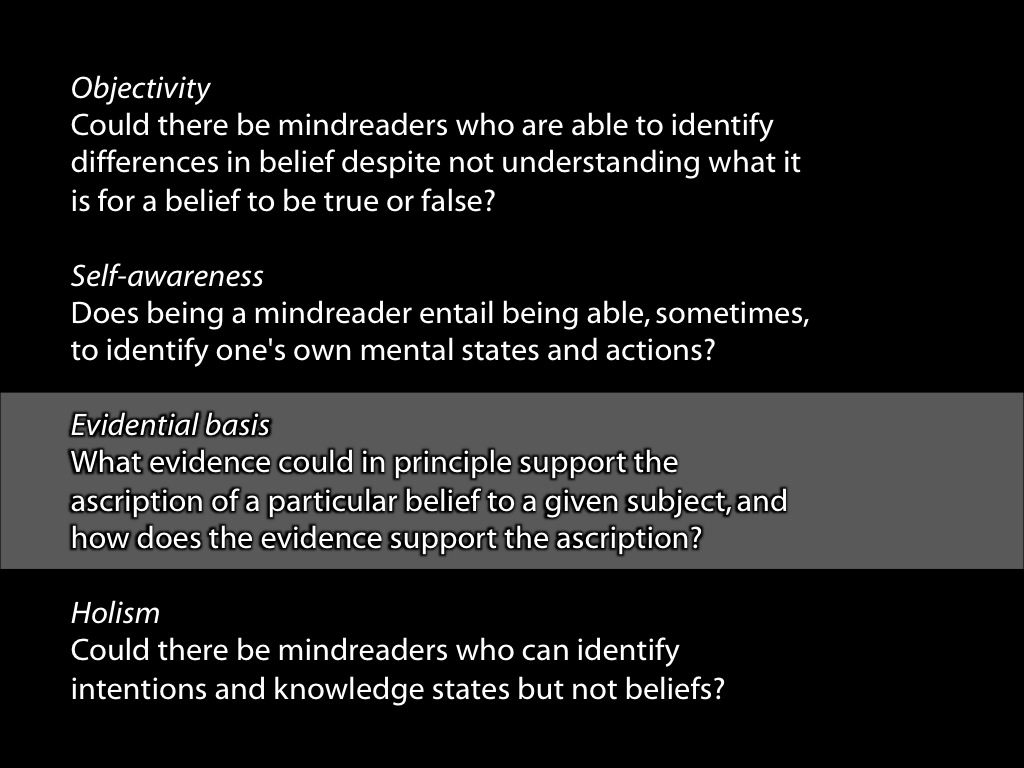 Objectivity
Could there be mindreaders who are able to identify
differences in belief despite not understanding what it
is for a belief to be true or false?
Self-awareness
Does being a mindreader entail being able, sometimes,
to identify one's own mental states and actions?
Evidential basis
What evidence could in principle support the
ascription of a particular belief to a given subject, and
how does the evidence support the ascription?
Holism
Could there be mindreaders who can identify
intentions and knowledge states but not beliefs?